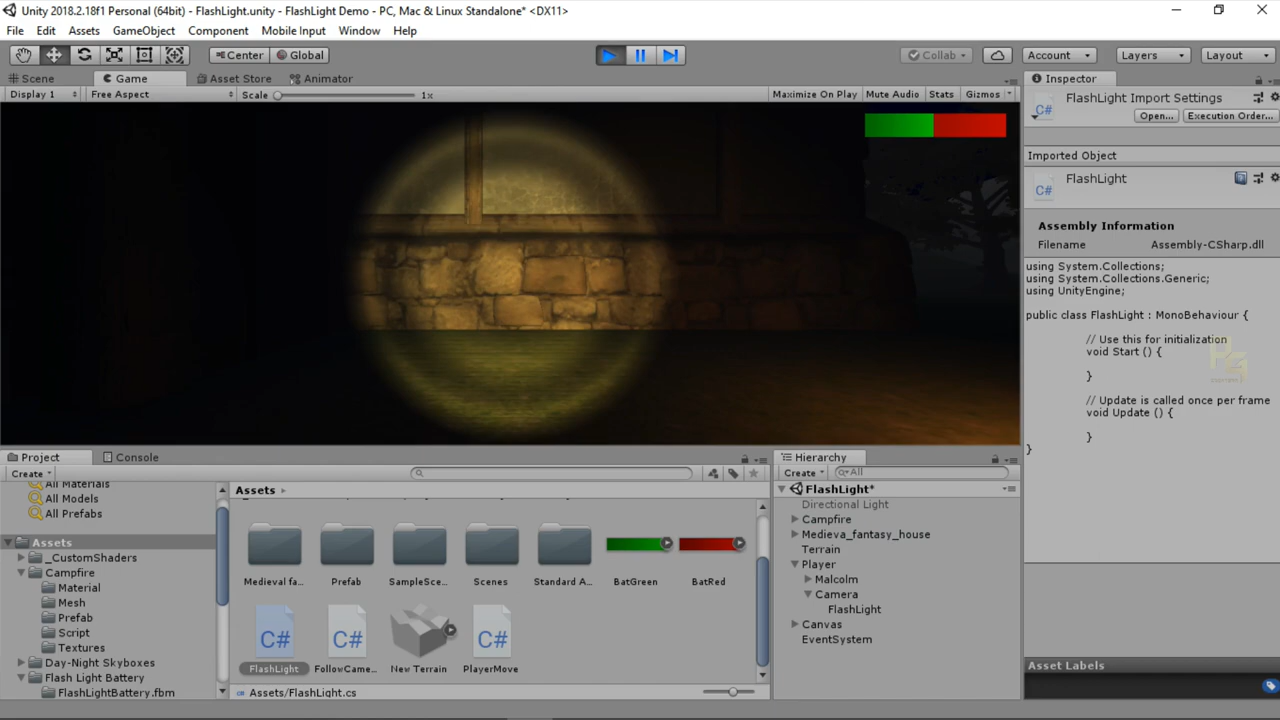 Unity 2018.2.18f1 Personal (64bit) - FlashLight.unity - FlashLight Demo - PC, Mac & Linux Standalone* <DX11>
File Edit Assets GameObject Component Mobile Input Window Help
Center Global Collab Account Layers Layout
Scene Game Asset Store Animator
Display 1 Free Aspect Scale 1x Maximize On Play Mute Audio Stats Gizmos
Inspector
FlashLight Import Settings
Open... Execution Order...
Imported Object
C# FlashLight
Assembly Information
Filename Assembly-CSharp.dll
using System.Collections;
using System.Collections.Generic;
using UnityEngine;
public class FlashLight : MonoBehaviour {
// Use this for initialization
void Start () {
}
// Update is called once per frame
void Update () {
}
}
Asset Labels
Project Console
Create
All Materials
All Models
All Prefabs
Assets
_CustomShaders
Campfire
Material
Mesh
Prefab
Script
Textures
Day-Night Skyboxes
Flash Light Battery
FlashLightBattery.fbm
Assets
Medieval fa... Prefab SampleSce... Scenes Standard A... BatGreen BatRed
C# C# C#
FlashLight FollowCame... New Terrain PlayerMove
Assets/FlashLight.cs
Hierarchy
Create All
FlashLight*
Directional Light
Campfire
Medieva_fantasy_house
Terrain
Player
Malcolm
Camera
FlashLight
Canvas
EventSystem